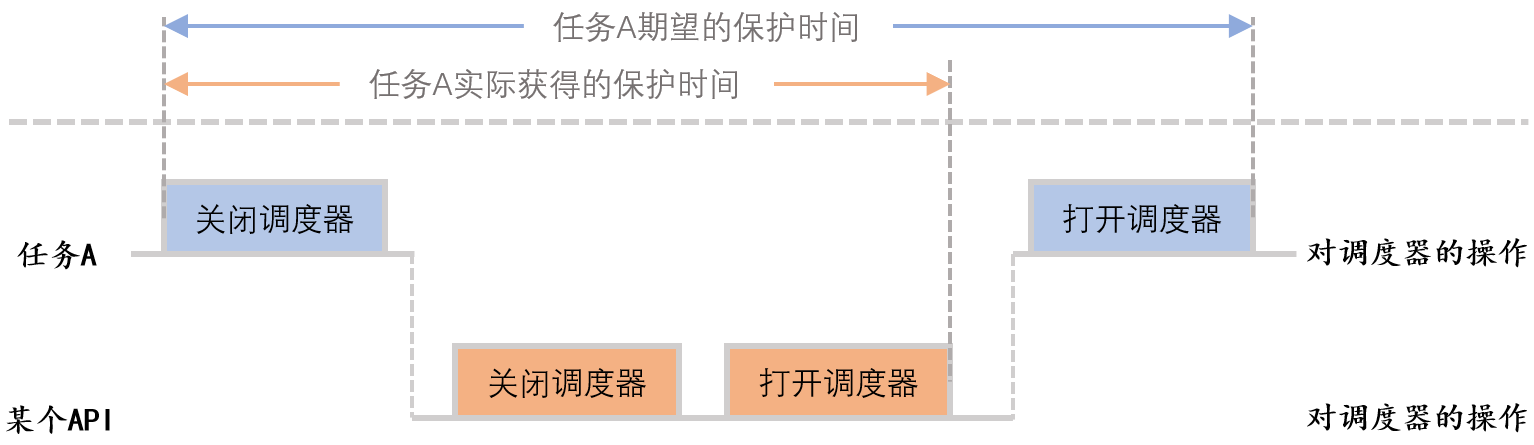 任务A期望的保护时间
任务A实际获得的保护时间
关闭调度器
打开调度器
任务A
对调度器的操作
关闭调度器
打开调度器
某个API
对调度器的操作